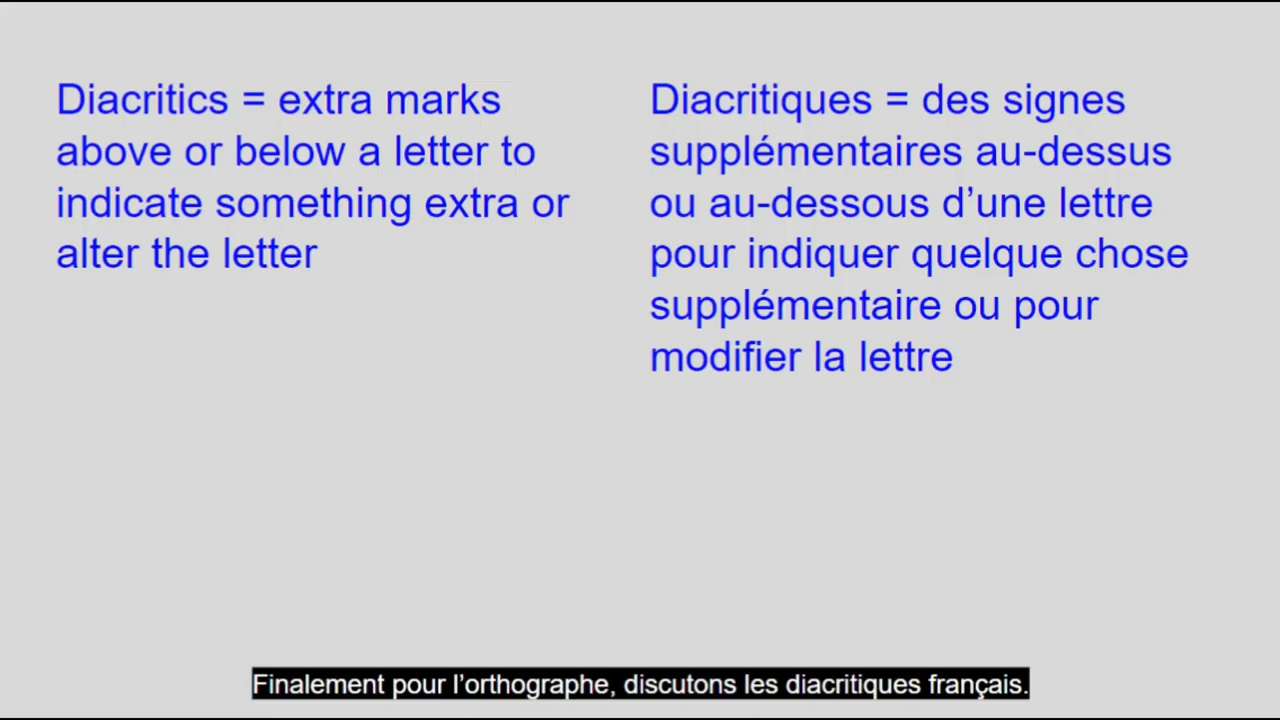 Diacritics = extra marks
above or below a letter to
indicate something extra or
alter the letter
Diacritiques = des signes
supplémentaires au-dessus
ou au-dessous d’une lettre
pour indiquer quelque chose
supplémentaire ou pour
modifier la lettre
Finalement pour l’orthographe, discutons les diacritiques français.